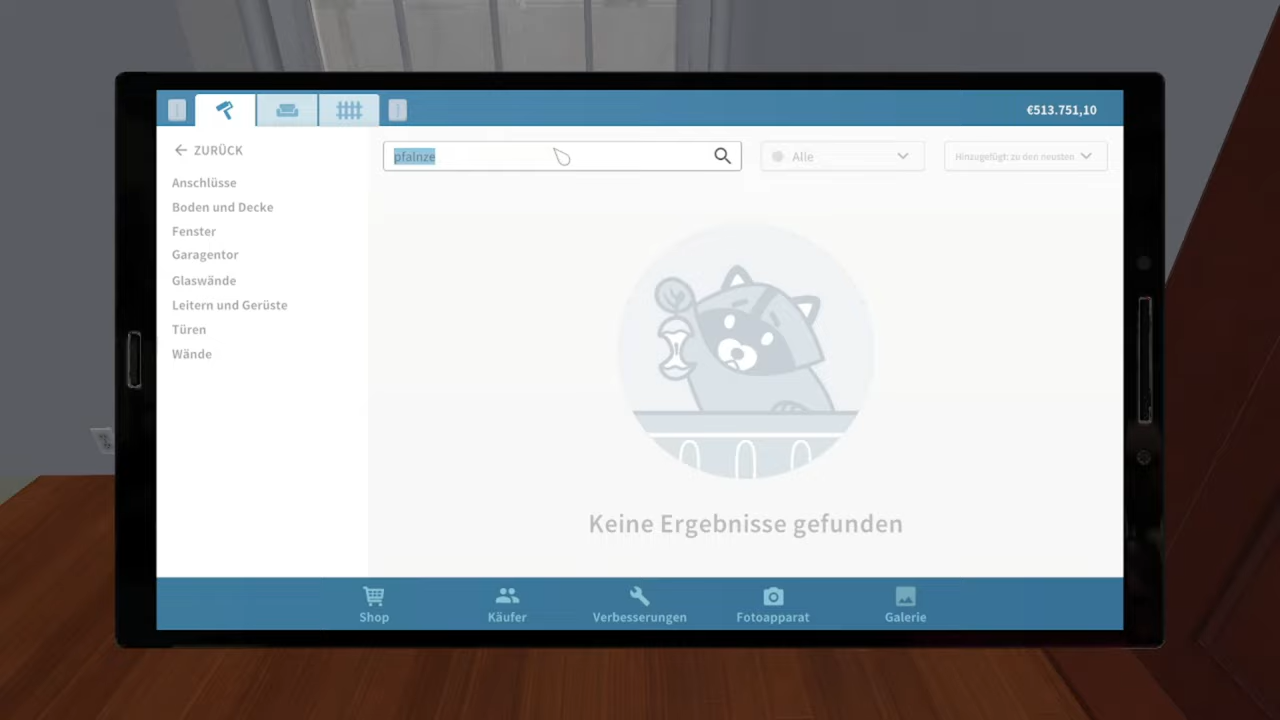 €513.751,10
ZURÜCK
pfalnze
Alle
Hinzugefügt: zu den neusten
Anschlüsse
Boden und Decke
Fenster
Garagentor
Glaswände
Leitern und Gerüste
Türen
Wände
Keine Ergebnisse gefunden
Shop
Käufer
Verbesserungen
Fotoapparat
Galerie